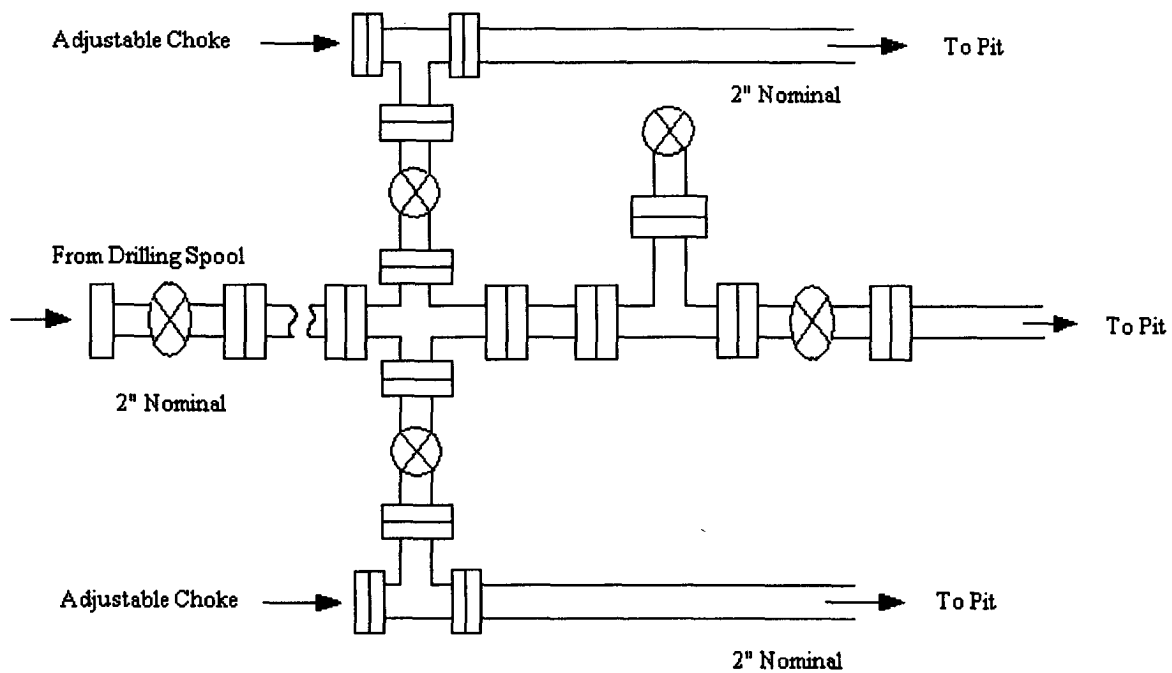 Adjustable Choke
To Pit
2" Nominal
From Drilling Spool
To Pit
2" Nominal
Adjustable Choke
To Pit
2" Nominal